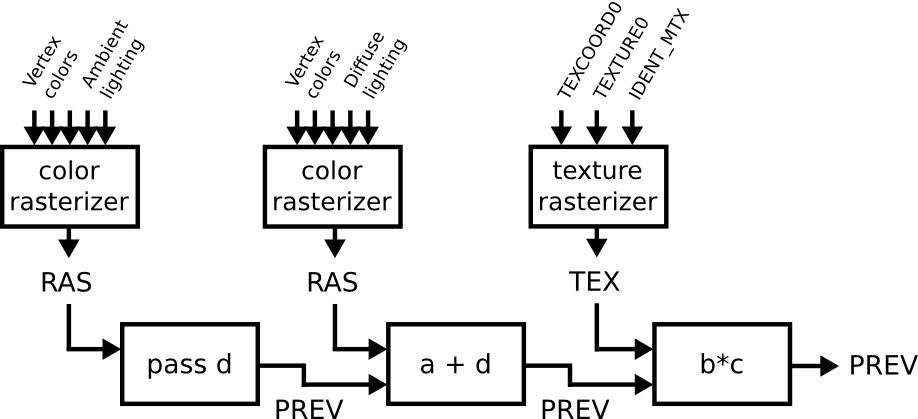 Vertex
colors
Ambient
lighting
Vertex
colors
Diffuse
lighting
TEXCOORD0
TEXTURE0
IDENT_MTX
color
rasterizer
color
rasterizer
texture
rasterizer
RAS
RAS
TEX
pass d
a + d
b*c
PREV
PREV
PREV